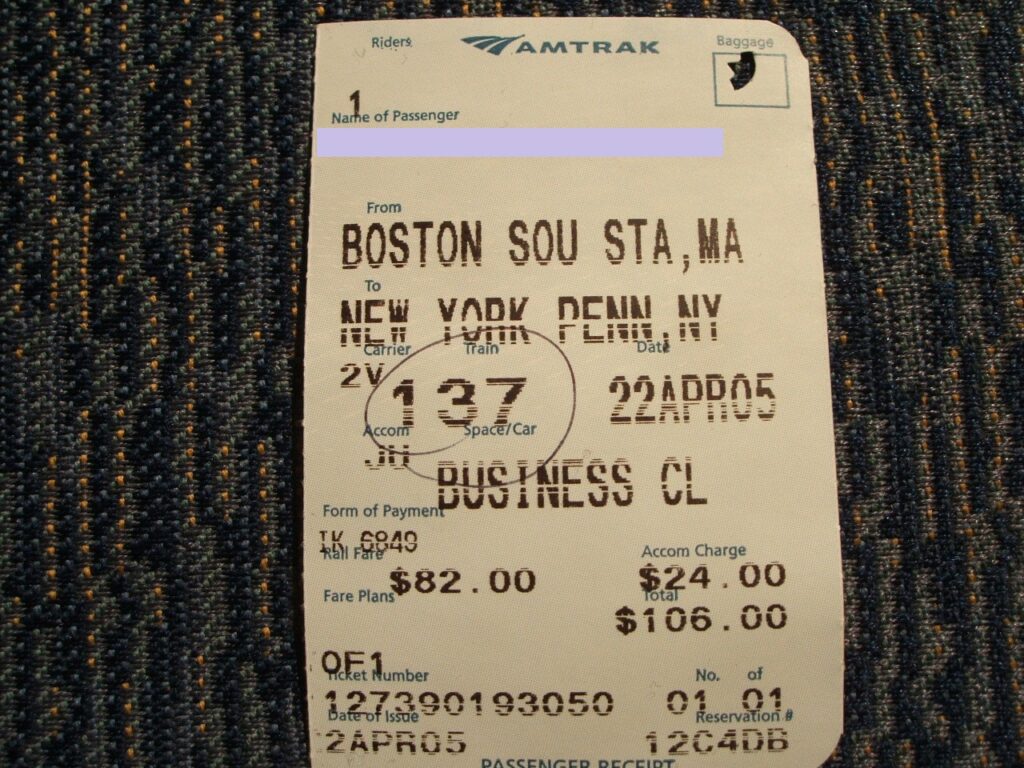 Riders AMTRAK Baggage
1
Name of Passenger
From
BOSTON SOU STA,MA
To
NEW YORK PENN,NY
Carrier Train Date
2V 137 22APR05
Accom Space/Car
JU BUSINESS CL
Form of Payment
IK 6849
Rail Fare Accom Charge
$82.00 $24.00
Fare Plans Total
$106.00
OF1
Ticket Number No. of
127390193050 01 01
Date of Issue Reservation #
2APR05 12C4DB
PASSENGER RECEIPT